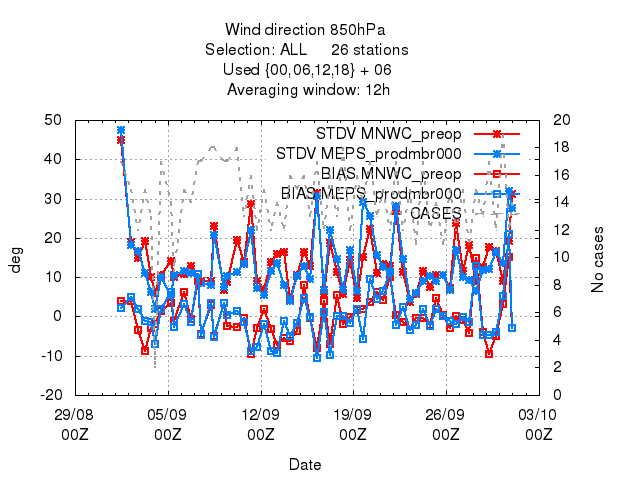 Wind direction 850hPa
Selection: ALL 26 stations
Used {00,06,12,18} + 06
Averaging window: 12h
50 20
STDV MNWC_preop
18
40 STDV MEPS_prodmbr000
16
BIAS MNWC_preop
30 BIAS MEPS_prodmbr000 14
CASES
12
20
deg 10 No cases
10
8
0 6
4
-10
2
-20 0
29/08 05/09 12/09 19/09 26/09 03/10
00Z 00Z 00Z 00Z 00Z 00Z
Date